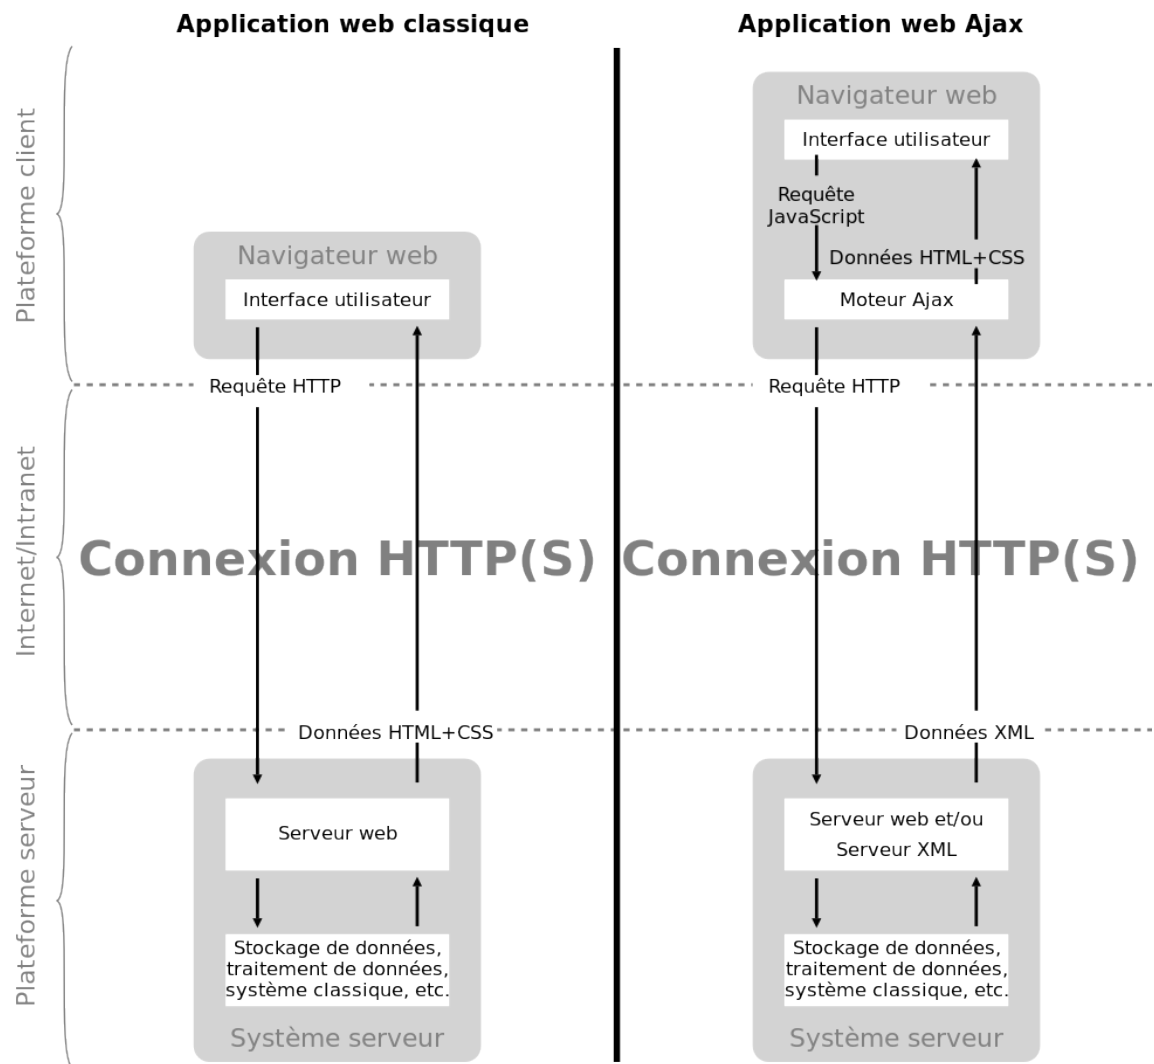 Application web classique
Application web Ajax
Plateforme client
Navigateur web
Interface utilisateur
Requête HTTP
Navigateur web
Interface utilisateur
Requête
JavaScript
Données HTML+CSS
Moteur Ajax
Requête HTTP
Internet/Intranet
Connexion HTTP(S)
Connexion HTTP(S)
Données HTML+CSS
Données XML
Plateforme serveur
Serveur web
Stockage de données,
traitement de données,
système classique, etc.
Système serveur
Serveur web et/ou
Serveur XML
Stockage de données,
traitement de données,
système classique, etc.
Système serveur